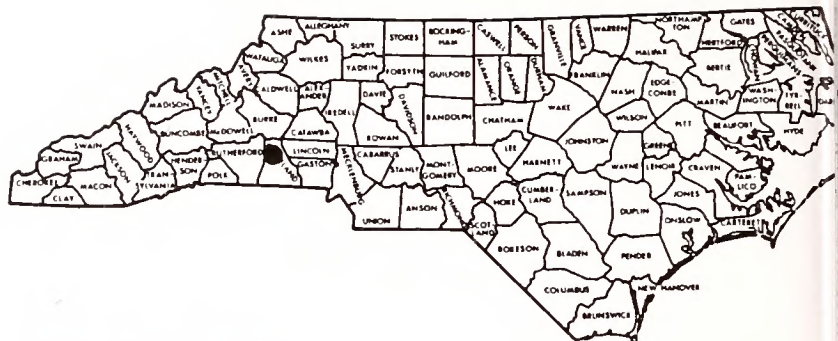 ASHE
ALLEGHANY
SURRY
STOKES
ROCKING-
HAM
CASWELL
PERSON
GRANVILLE
VANCE
WARREN
NORTHAMP
TON
GATES
HERTFORD
HALIFAX
BERTIE
WILKES
YADKIN
FORSYTH
GUILFORD
ALAMANCE
ORANGE
DURHAM
FRANKLIN
NASH
EDGE
COMBE
MARTIN
WASH-
INGTON
TYR
RELL
AVERY
MITCHELL
YANCEY
MADISON
CALDWELL
ALEX-
ANDER
IREDELL
DAVIE
DAVIDSON
RANDOLPH
CHATHAM
WAKE
WILSON
PITT
BEAUFORT
HYDE
HAYWOOD
BUNCOMBE
McDOWELL
BURKE
CATAWBA
ROWAN
LEE
JOHNSTON
GREENE
SWAIN
GRAHAM
JACKSON
HENDER-
SON
RUTHERFORD
LAND
LINCOLN
GASTON
MECKLENBURG
CABARRUS
STANLY
MONT-
GOMERY
MOORE
HARNETT
WAYNE
LENOIR
CRAVEN
PAM-
LICO
CHEROKEE
CLAY
MACON
TRAN-
SYLVANIA
POLK
UNION
ANSON
RICHMOND
SCOT-
LAND
HOKE
CUMBER-
LAND
SAMPSON
DUPLIN
JONES
ONSLOW
CARTERET
ROBESON
BLADEN
PENDER
COLUMBUS
NEW HANOVER
BRUNSWICK